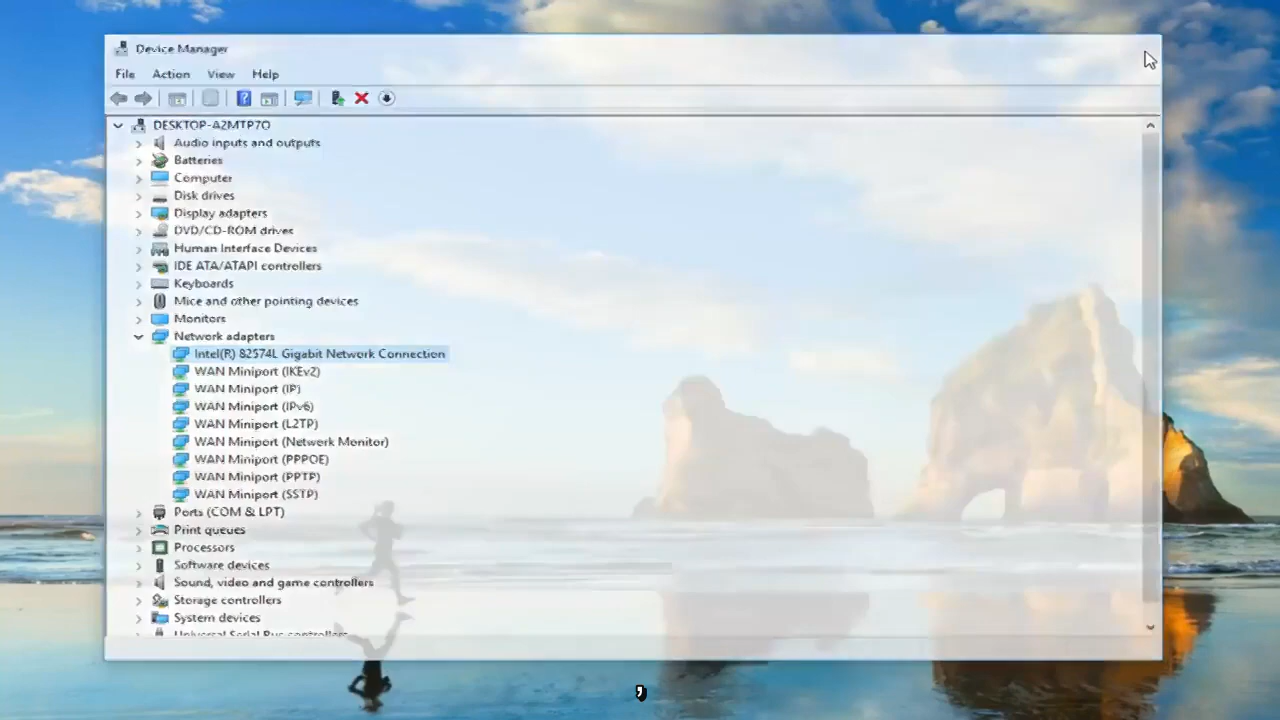 Device Manager
File Action View Help
DESKTOP-A2MTP7O
Audio inputs and outputs
Batteries
Computer
Disk drives
Display adapters
DVD/CD-ROM drives
Human Interface Devices
IDE ATA/ATAPI controllers
Keyboards
Mice and other pointing devices
Monitors
Network adapters
Intel(R) 82574L Gigabit Network Connection
WAN Miniport (IKEv2)
WAN Miniport (IP)
WAN Miniport (IPv6)
WAN Miniport (L2TP)
WAN Miniport (Network Monitor)
WAN Miniport (PPPOE)
WAN Miniport (PPTP)
WAN Miniport (SSTP)
Ports (COM & LPT)
Print queues
Processors
Software devices
Sound, video and game controllers
Storage controllers
System devices
Universal Serial Bus controllers
,